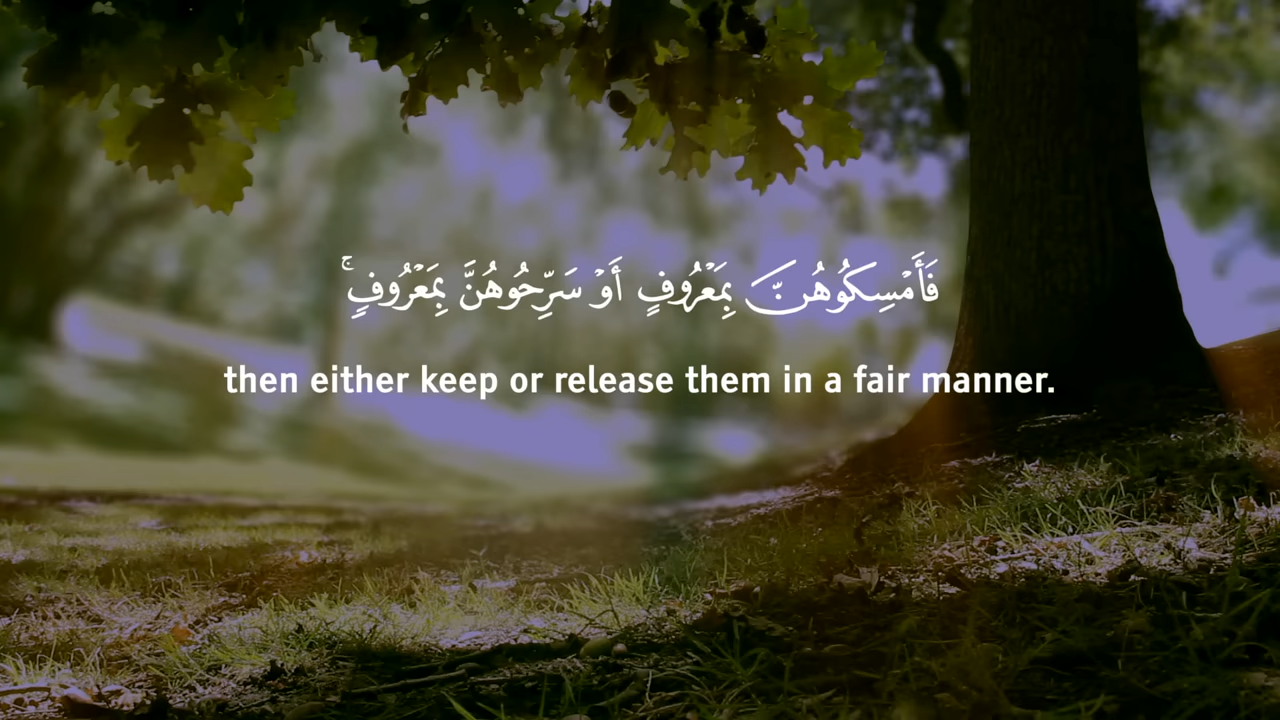 فَأَمْسِكُوهُنَّ بِمَعْرُوفٍ أَوْ سَرِّحُوهُنَّ بِمَعْرُوفٍ ۚ
then either keep or release them in a fair manner.